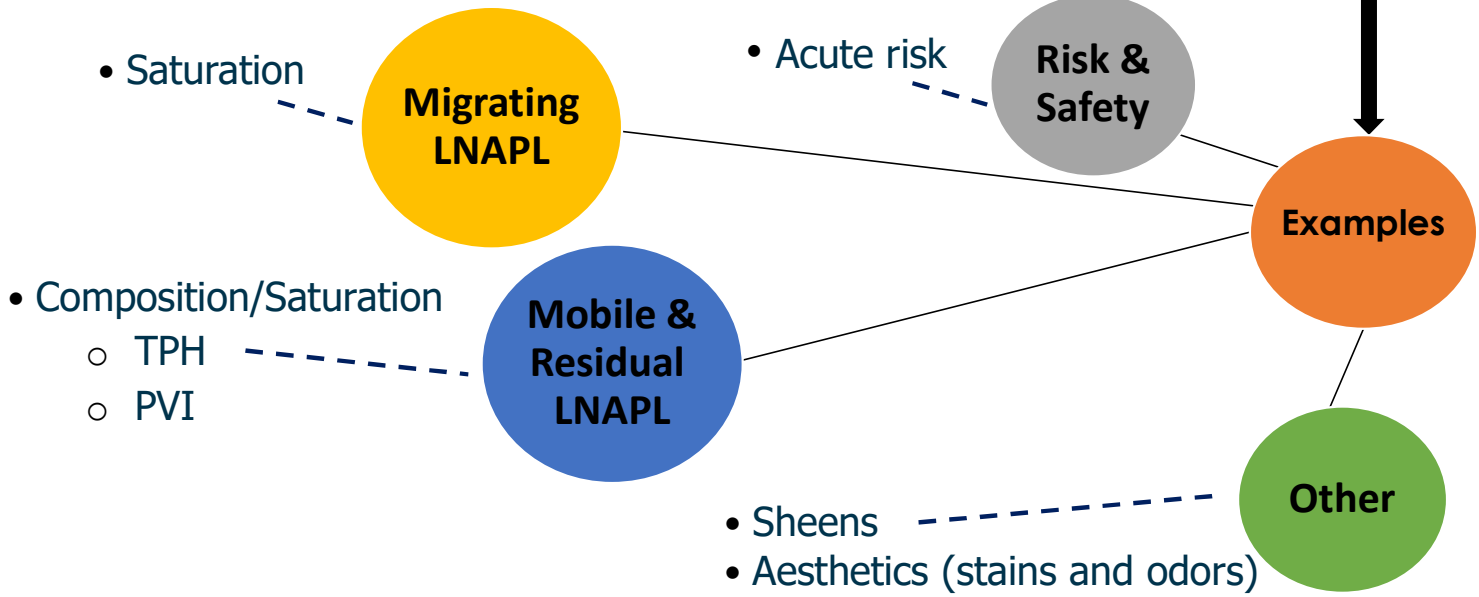 • Saturation
Migrating
LNAPL
• Acute risk
Risk &
Safety
Examples
• Composition/Saturation
○ TPH
○ PVI
Mobile &
Residual
LNAPL
Other
• Sheens
• Aesthetics (stains and odors)